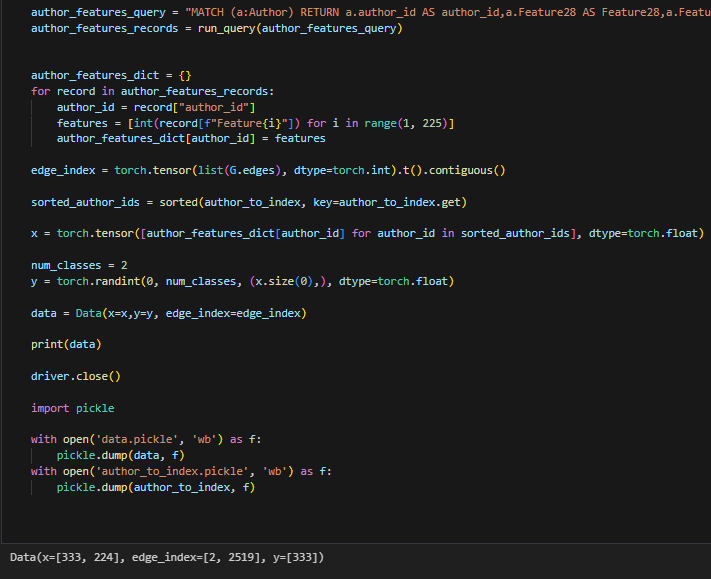 author_features_query = "MATCH (a:Author) RETURN a.author_id AS author_id,a.Feature28 AS Feature28,a.Featu
author_features_records = run_query(author_features_query)
author_features_dict = {}
for record in author_features_records:
    author_id = record["author_id"]
    features = [int(record[f"Feature{i}"]) for i in range(1, 225)]
    author_features_dict[author_id] = features
edge_index = torch.tensor(list(G.edges), dtype=torch.int).t().contiguous()
sorted_author_ids = sorted(author_to_index, key=author_to_index.get)
x = torch.tensor([author_features_dict[author_id] for author_id in sorted_author_ids], dtype=torch.float)
num_classes = 2
y = torch.randint(0, num_classes, (x.size(0),), dtype=torch.float)
data = Data(x=x,y=y, edge_index=edge_index)
print(data)
driver.close()
import pickle
with open('data.pickle', 'wb') as f:
    pickle.dump(data, f)
with open('author_to_index.pickle', 'wb') as f:
    pickle.dump(author_to_index, f)
Data(x=[333, 224], edge_index=[2, 2519], y=[333])